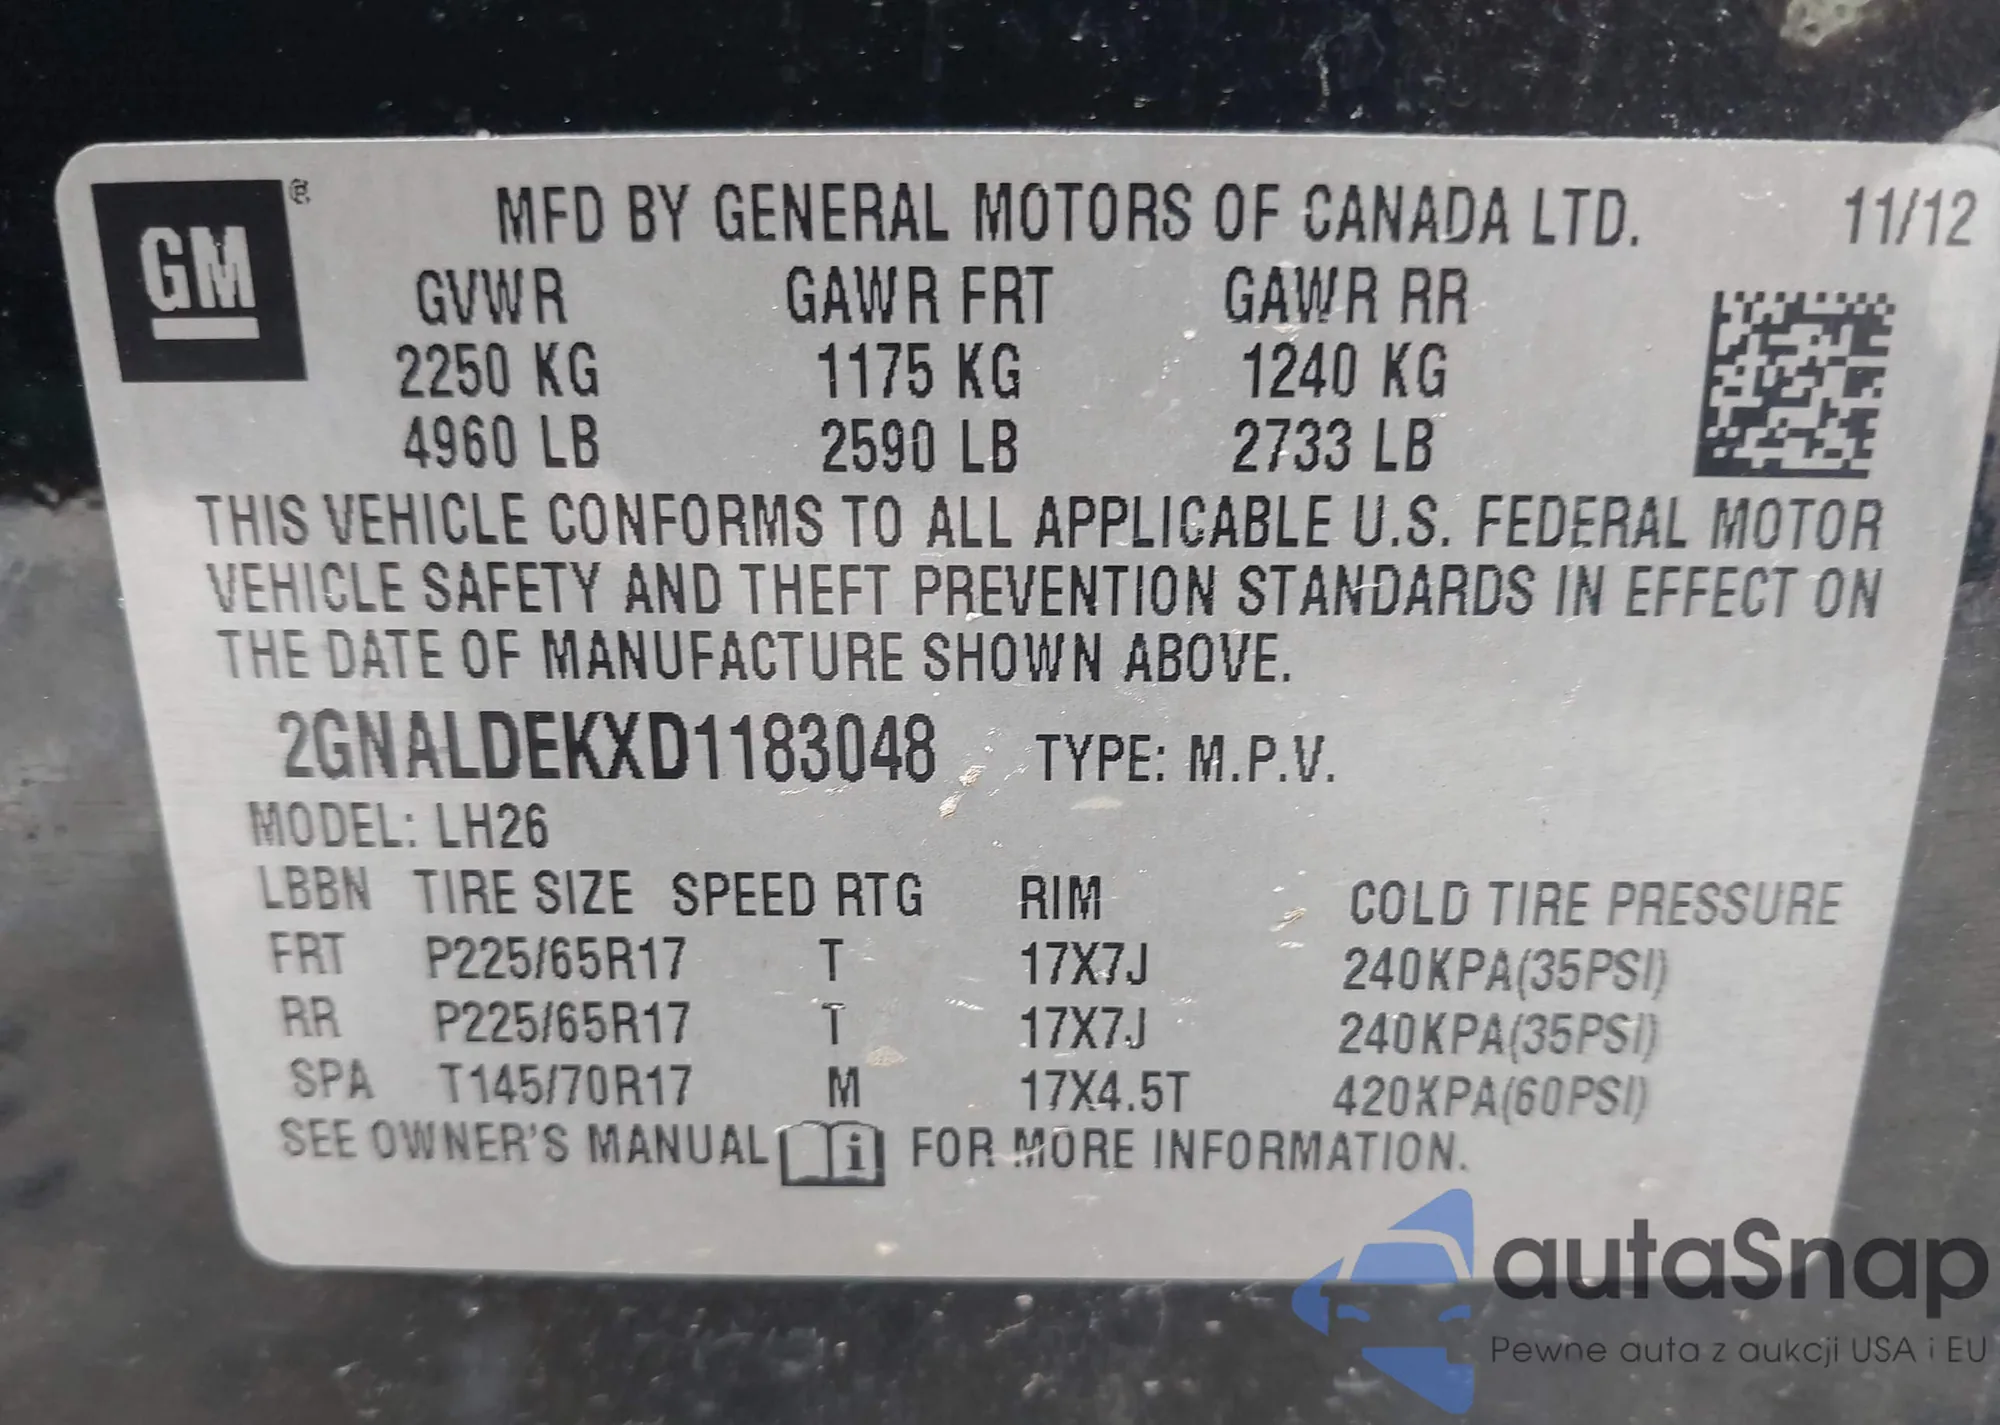 GM ® MFD BY GENERAL MOTORS OF CANADA LTD. 11/12
GVWR GAWR FRT GAWR RR
2250 KG 1175 KG 1240 KG
4960 LB 2590 LB 2733 LB
THIS VEHICLE CONFORMS TO ALL APPLICABLE U.S. FEDERAL MOTOR
VEHICLE SAFETY AND THEFT PREVENTION STANDARDS IN EFFECT ON
THE DATE OF MANUFACTURE SHOWN ABOVE.
2GNALDEKXD1183048 TYPE: M.P.V.
MODEL: LH26
LBBN TIRE SIZE SPEED RTG RIM COLD TIRE PRESSURE
FRT P225/65R17 T 17X7J 240KPA(35PSI)
RR P225/65R17 T 17X7J 240KPA(35PSI)
SPA T145/70R17 M 17X4.5T 420KPA(60PSI)
SEE OWNER'S MANUAL i FOR MORE INFORMATION.
autaSnap
Pewne auta z aukcji USA i EU